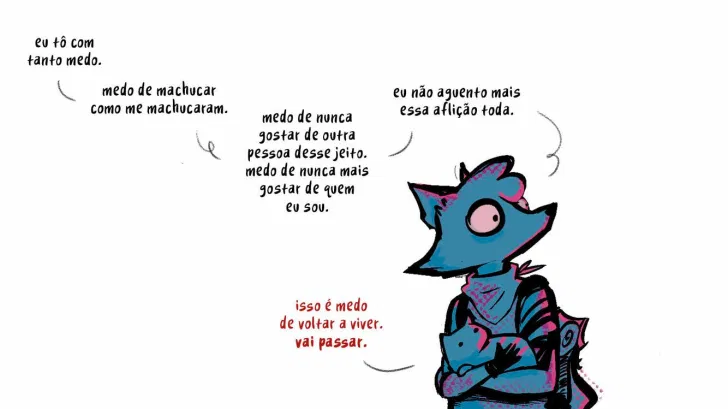 eu tô com
tanto medo.
medo de machucar
como me machucaram.
medo de nunca
gostar de outra
pessoa desse jeito.
medo de nunca mais
gostar de quem
eu sou.
eu não aguento mais
essa aflição toda.
isso é medo
de voltar a viver.
vai passar.